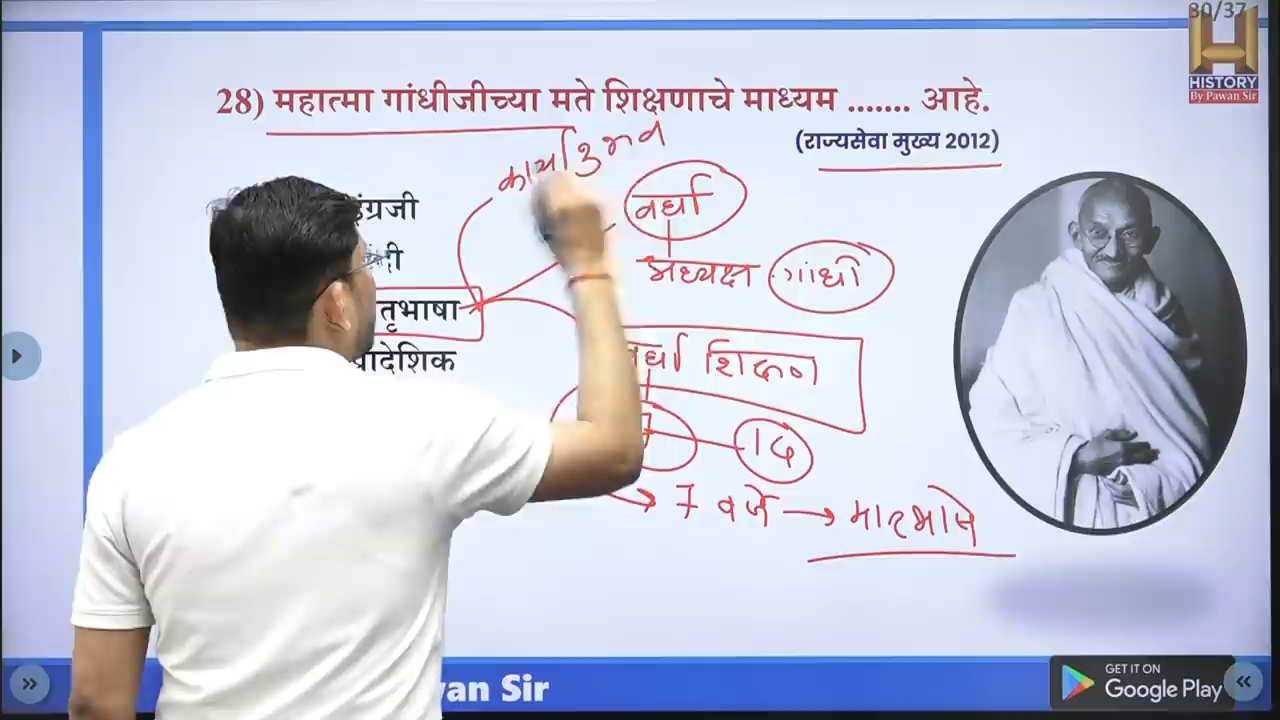 30/37
HISTORY
By Pawan Sir
28) महात्मा गांधीजीच्या मते शिक्षणाचे माध्यम ....... आहे.
(राज्यसेवा मुख्य 2012)
कार्यानुभव
इंग्रजी
वर्धा
अध्यक्ष गांधी
तृभाषा
शिक्षण
14
7 वर्षे → मातृभाषे
wan Sir
GET IT ON
Google Play